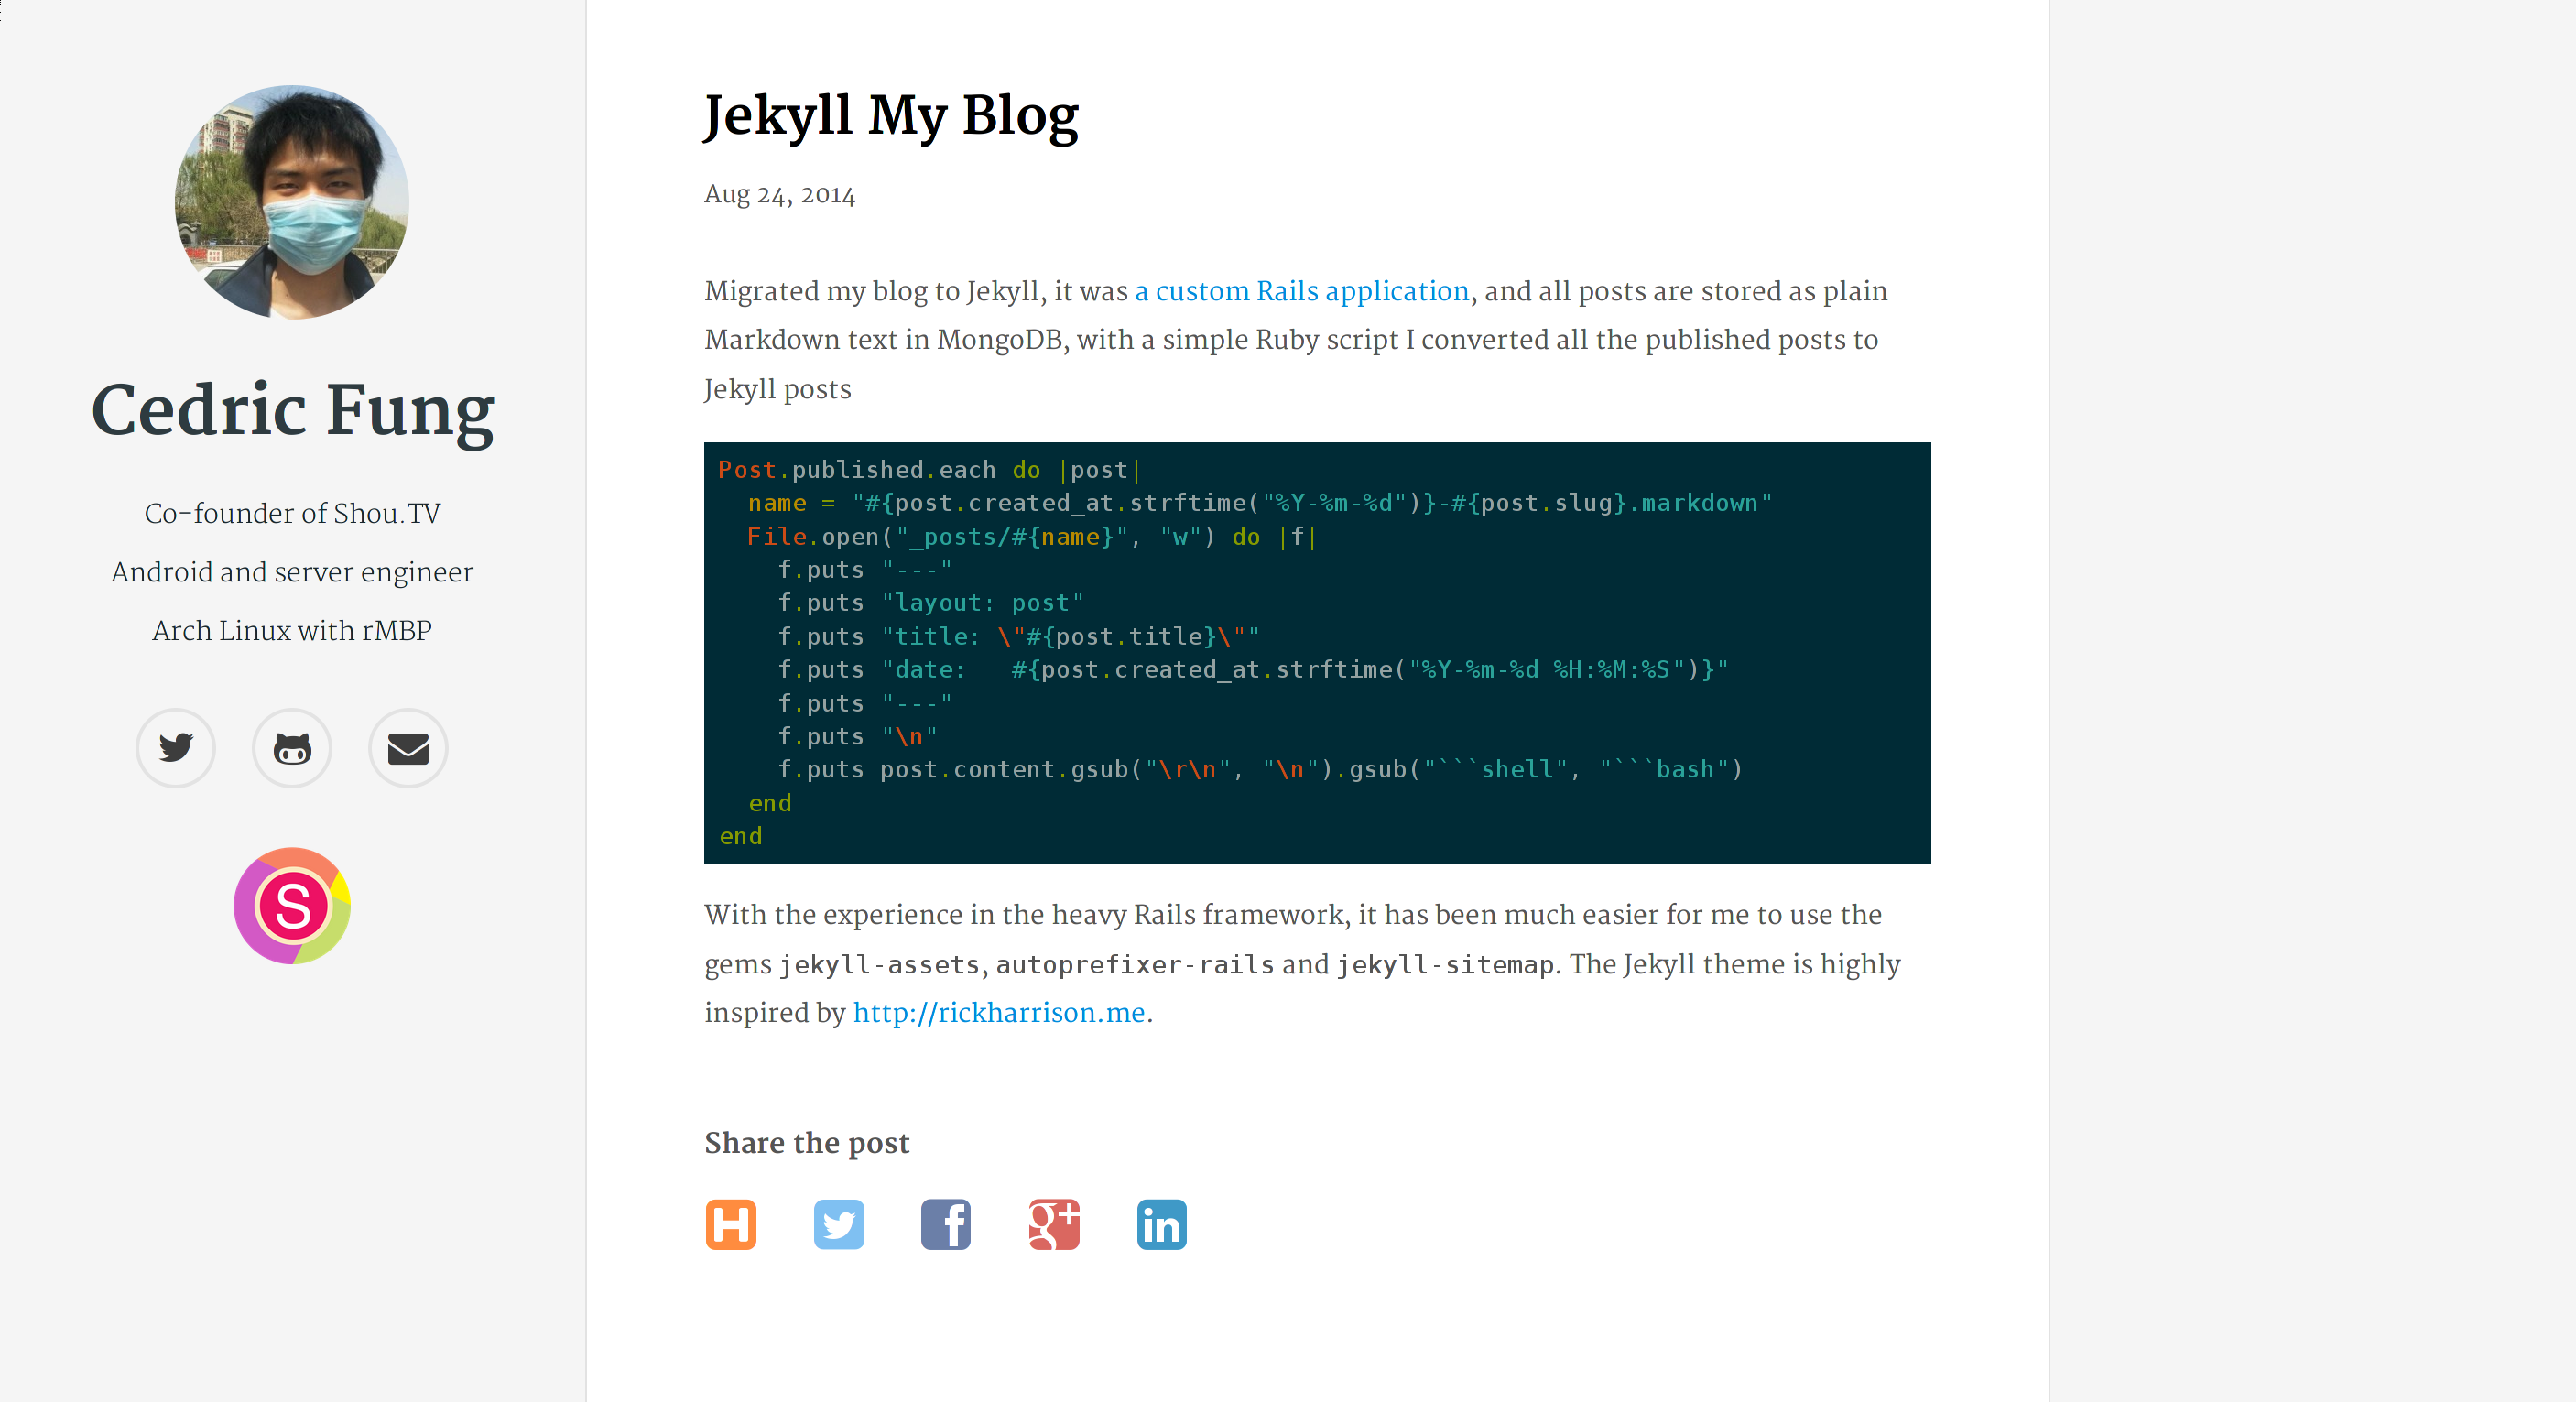 Cedric Fung
Co-founder of Shou.TV
Android and server engineer
Arch Linux with rMBP
S
Jekyll My Blog
Aug 24, 2014
Migrated my blog to Jekyll, it was a custom Rails application, and all posts are stored as plain
Markdown text in MongoDB, with a simple Ruby script I converted all the published posts to
Jekyll posts
Post.published.each do |post|
  name = "#{post.created_at.strftime("%Y-%m-%d")}-#{post.slug}.markdown"
  File.open("_posts/#{name}", "w") do |f|
    f.puts "---"
    f.puts "layout: post"
    f.puts "title: \"#{post.title}\""
    f.puts "date:   #{post.created_at.strftime("%Y-%m-%d %H:%M:%S")}"
    f.puts "---"
    f.puts "\n"
    f.puts post.content.gsub("\r\n", "\n").gsub("```shell", "```bash")
  end
end
With the experience in the heavy Rails framework, it has been much easier for me to use the
gems jekyll-assets, autoprefixer-rails and jekyll-sitemap. The Jekyll theme is highly
inspired by http://rickharrison.me.
Share the post
H f g+ in